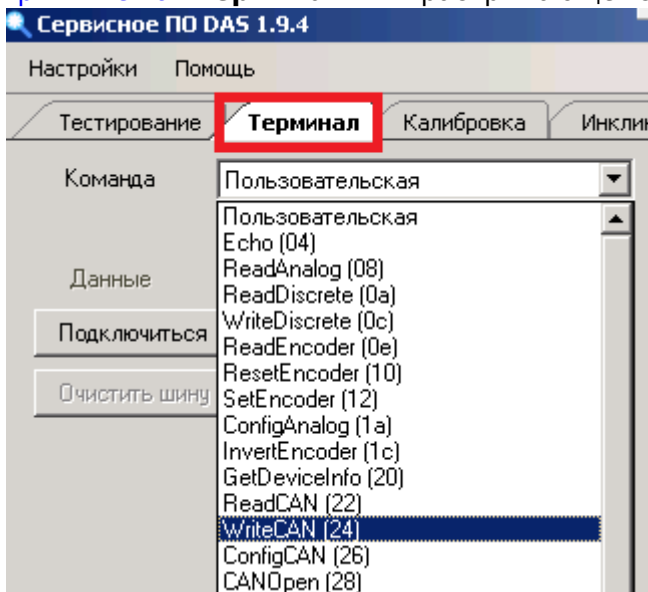 Сервисное ПО DAS 1.9.4
Настройки Помощь
Тестирование Терминал Калибровка
Команда Пользовательская
Пользовательская
Echo (04)
ReadAnalog (08)
Данные
ReadDiscrete (0a)
WriteDiscrete (0c)
Подключиться
ReadEncoder (0e)
ResetEncoder (10)
Очистить шину
SetEncoder (12)
ConfigAnalog (1a)
InvertEncoder (1c)
GetDeviceInfo (20)
ReadCAN (22)
WriteCAN (24)
ConfigCAN (26)
CANOpen (28)